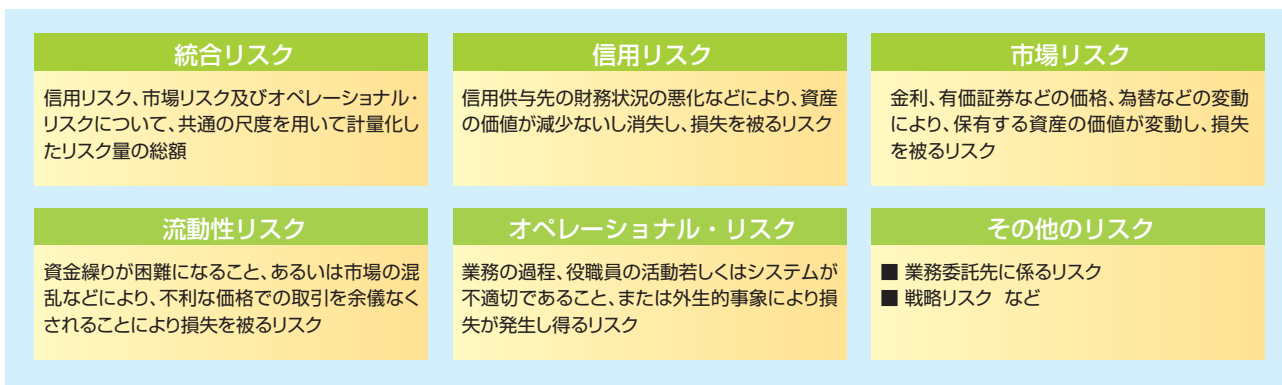 統合リスク
信用リスク、市場リスク及びオペレーショナル・
リスクについて、共通の尺度を用いて計量化し
たリスク量の総額
信用リスク
信用供与先の財務状況の悪化などにより、資産
の価値が減少ないし消失し、損失を被るリスク
市場リスク
金利、有価証券などの価格、為替などの変動
により、保有する資産の価値が変動し、損失
を被るリスク
流動性リスク
資金繰りが困難になること、あるいは市場の混
乱などにより、不利な価格での取引を余儀なく
されることにより損失を被るリスク
オペレーショナル・リスク
業務の過程、役職員の活動若しくはシステムが
不適切であること、または外生的事象により損
失が発生し得るリスク
その他のリスク
■ 業務委託先に係るリスク
■ 戦略リスク など